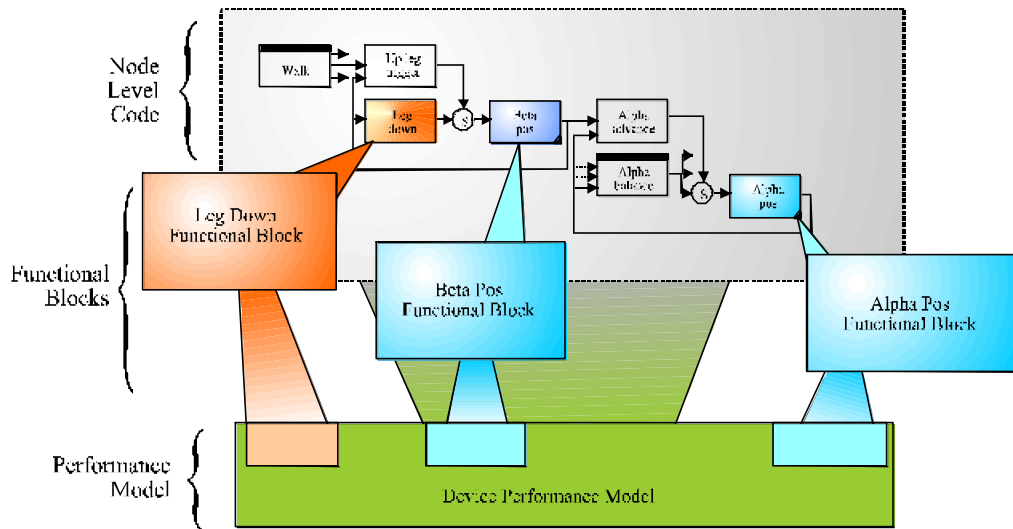 Node
Level
Code
Walk
Up leg
trigger
Leg
down
S
Beta
pos
Alpha
advance
Alpha
balance
S
Alpha
pos
Leg Down
Functional Block
Functional
Blocks
Beta Pos
Functional Block
Alpha Pos
Functional Block
Performance
Model
Device Performance Model